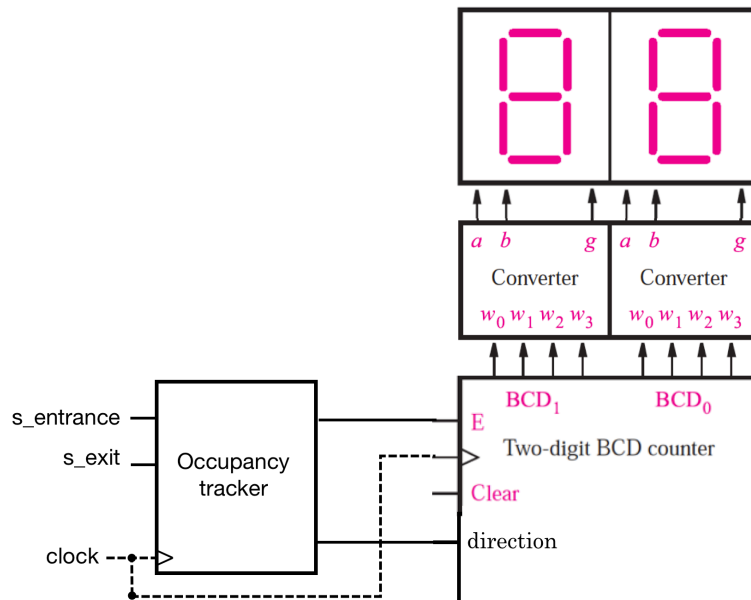 a b g a b g
Converter Converter
w0 w1 w2 w3 w0 w1 w2 w3
BCD1 BCD0
s_entrance
E
Two-digit BCD counter
s_exit
Occupancy
tracker
Clear
direction
clock